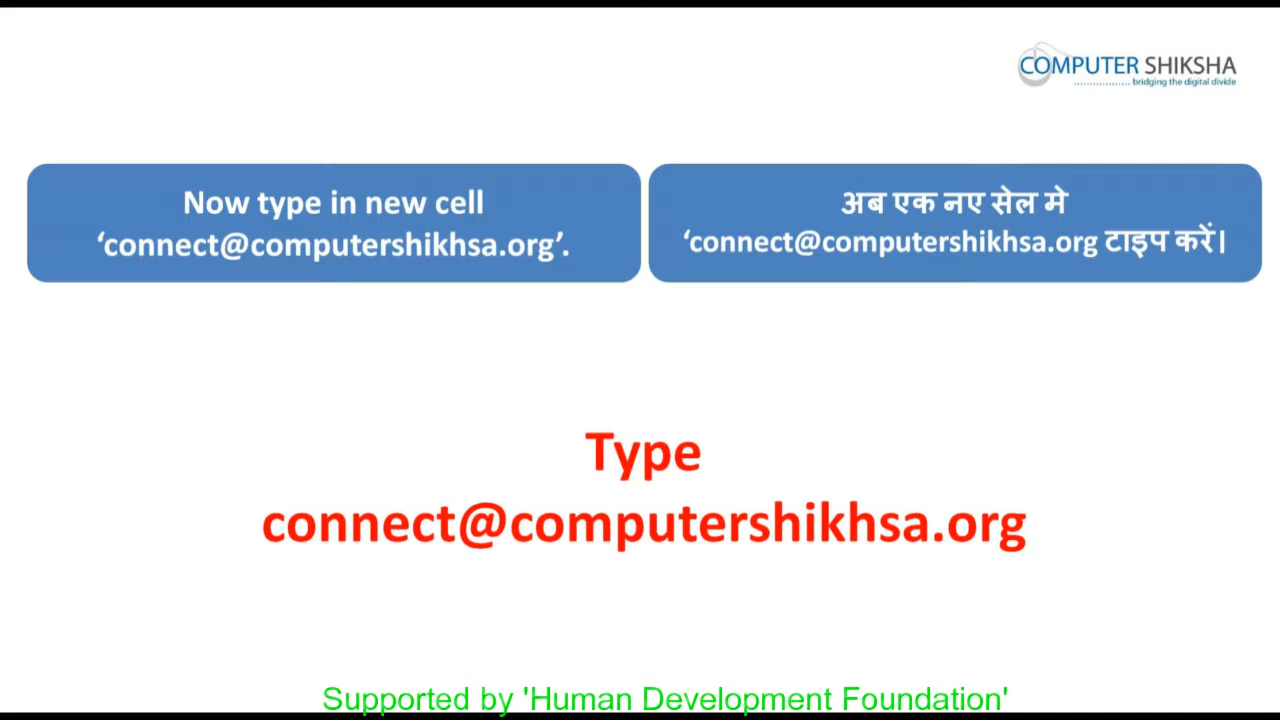 COMPUTER SHIKSHA
.................. bridging the digital divide
Now type in new cell
‘connect@computershikhsa.org’.
अब एक नए सेल मे
‘connect@computershikhsa.org टाइप करें।
Type
connect@computershikhsa.org
Supported by 'Human Development Foundation'